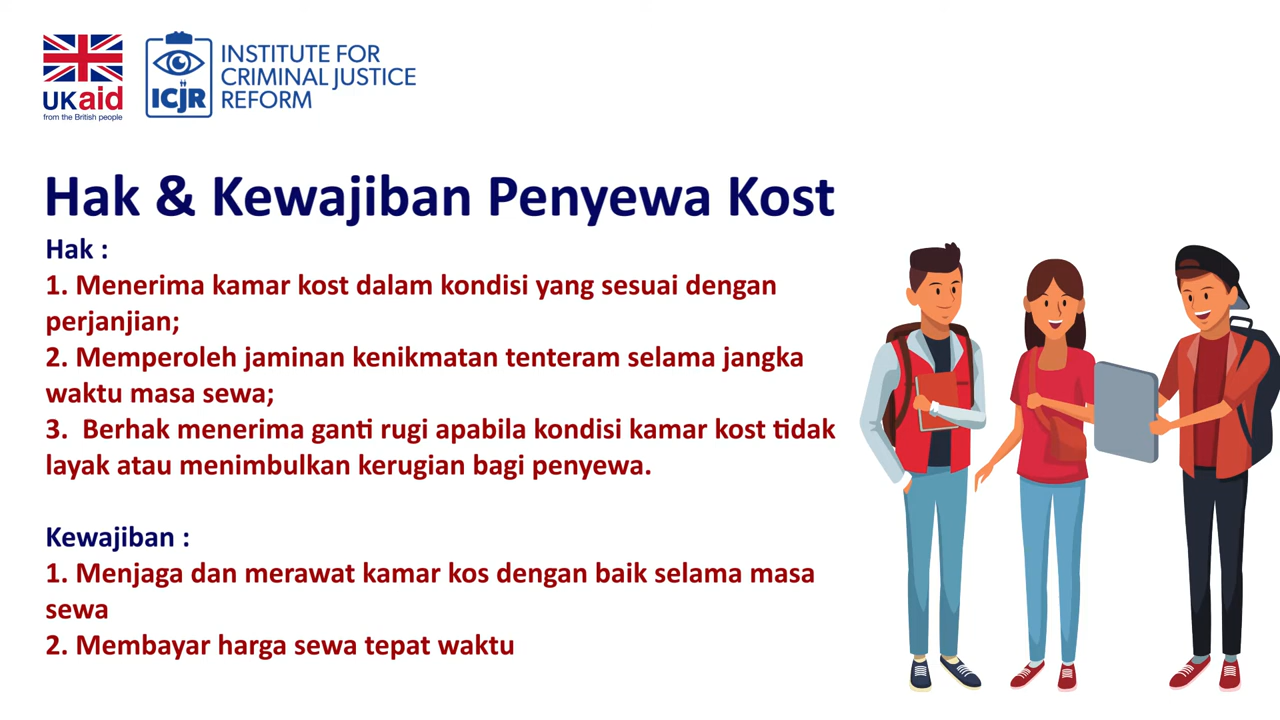 UKaid
from the British people
ICJR
INSTITUTE FOR
CRIMINAL JUSTICE
REFORM
Hak & Kewajiban Penyewa Kost
Hak :
1. Menerima kamar kost dalam kondisi yang sesuai dengan
perjanjian;
2. Memperoleh jaminan kenikmatan tenteram selama jangka
waktu masa sewa;
3.  Berhak menerima ganti rugi apabila kondisi kamar kost tidak
layak atau menimbulkan kerugian bagi penyewa.
Kewajiban :
1. Menjaga dan merawat kamar kos dengan baik selama masa
sewa
2. Membayar harga sewa tepat waktu